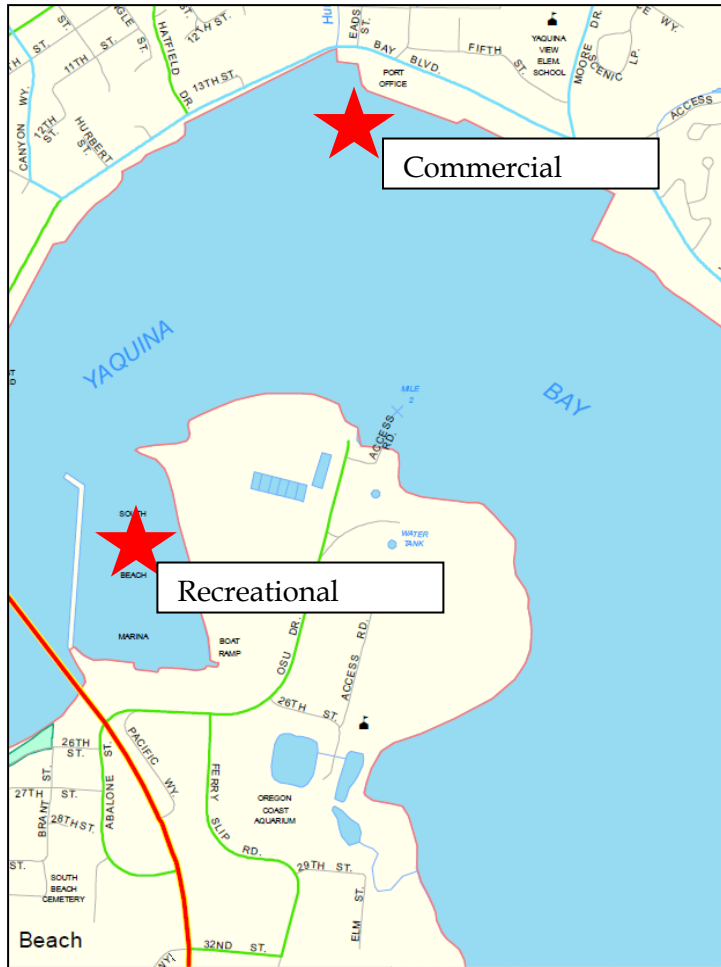 ST.
11TH ST.
12TH ST.
HURBERT ST.
CANYON WY.
HATFIELD DR.
12TH ST.
13TH ST.
EADS ST.
BAY BLVD.
FIFTH ST.
PORT
OFFICE
YAQUINA
VIEW
ELEM.
SCHOOL
MOORE DR.
SCENIC LP.
WY.
ACCESS
Commercial
YAQUINA
BAY
MILE
2
ACCESS
RD.
SOUTH
BEACH
MARINA
WATER
TANK
Recreational
BOAT
RAMP
OSU DR.
ACCESS RD.
26TH ST.
26TH
ST.
27TH ST.
28TH ST.
BRANT ST.
ABALONE ST.
PACIFIC WY.
FERRY SLIP RD.
OREGON
COAST
AQUARIUM
29TH ST.
ELM ST.
ST.
SOUTH
BEACH
CEMETERY
Beach
32ND ST.